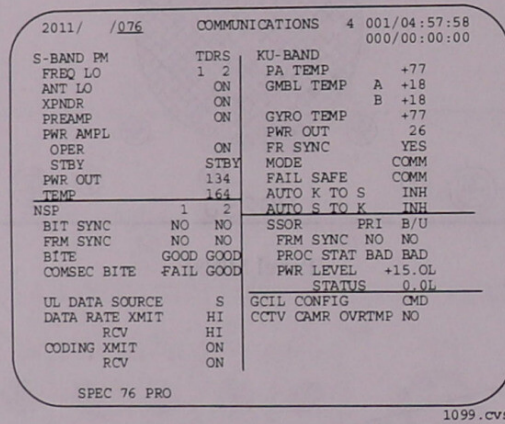 2011/ /076 COMMUNICATIONS 4 001/04:57:58
000/00:00:00
S-BAND PM TDRS KU-BAND
FREQ LO 1 2 PA TEMP +77
ANT LO ON GMBL TEMP A +18
XPNDR ON B +18
PREAMP ON GYRO TEMP +77
PWR AMPL PWR OUT 26
OPER ON FR SYNC YES
STBY STBY MODE COMM
PWR OUT 134 FAIL SAFE COMM
TEMP 164 AUTO K TO S INH
NSP 1 2 AUTO S TO K INH
BIT SYNC NO NO SSOR PRI B/U
FRM SYNC NO NO FRM SYNC NO NO
BITE GOOD GOOD PROC STAT BAD BAD
COMSEC BITE FAIL GOOD PWR LEVEL +15.0L
STATUS 0.0L
UL DATA SOURCE S GCIL CONFIG CMD
DATA RATE XMIT HI CCTV CAMR OVRTMP NO
RCV HI
CODING XMIT ON
RCV ON
SPEC 76 PRO
1099.cvs